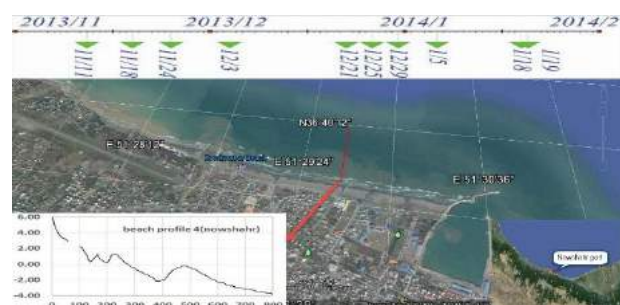 2013/11 2013/12 2014/1 2014/2
11/11 11/18 11/24 12/3 12/21 12/25 12/29 1/5 1/18 1/19
N36°40'12"
E 51°28'12"
E 51°29'24"
E 51°30'36"
beach profile 4(nowshahr)
6.00
4.00
2.00
0.00
-2.00
-4.00
0 100 200 300 400 500 600 700 800
Nowshahr port